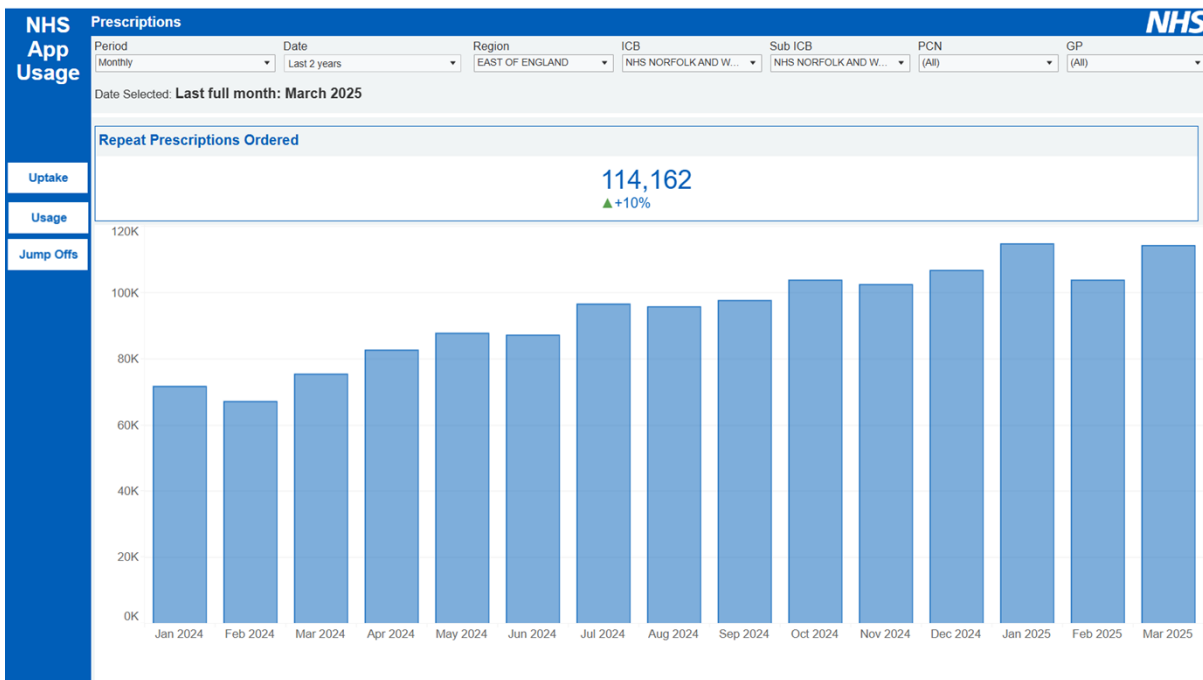 NHS
App
Usage
Prescriptions
NHS
Period
Date
Region
ICB
Sub ICB
PCN
GP
Monthly
Last 2 years
EAST OF ENGLAND
NHS NORFOLK AND W...
NHS NORFOLK AND W...
(All)
(All)
Date Selected: Last full month: March 2025
Uptake
Usage
Jump Offs
Repeat Prescriptions Ordered
114,162
▲+10%
120K
100K
80K
60K
40K
20K
0K
Jan 2024
Feb 2024
Mar 2024
Apr 2024
May 2024
Jun 2024
Jul 2024
Aug 2024
Sep 2024
Oct 2024
Nov 2024
Dec 2024
Jan 2025
Feb 2025
Mar 2025